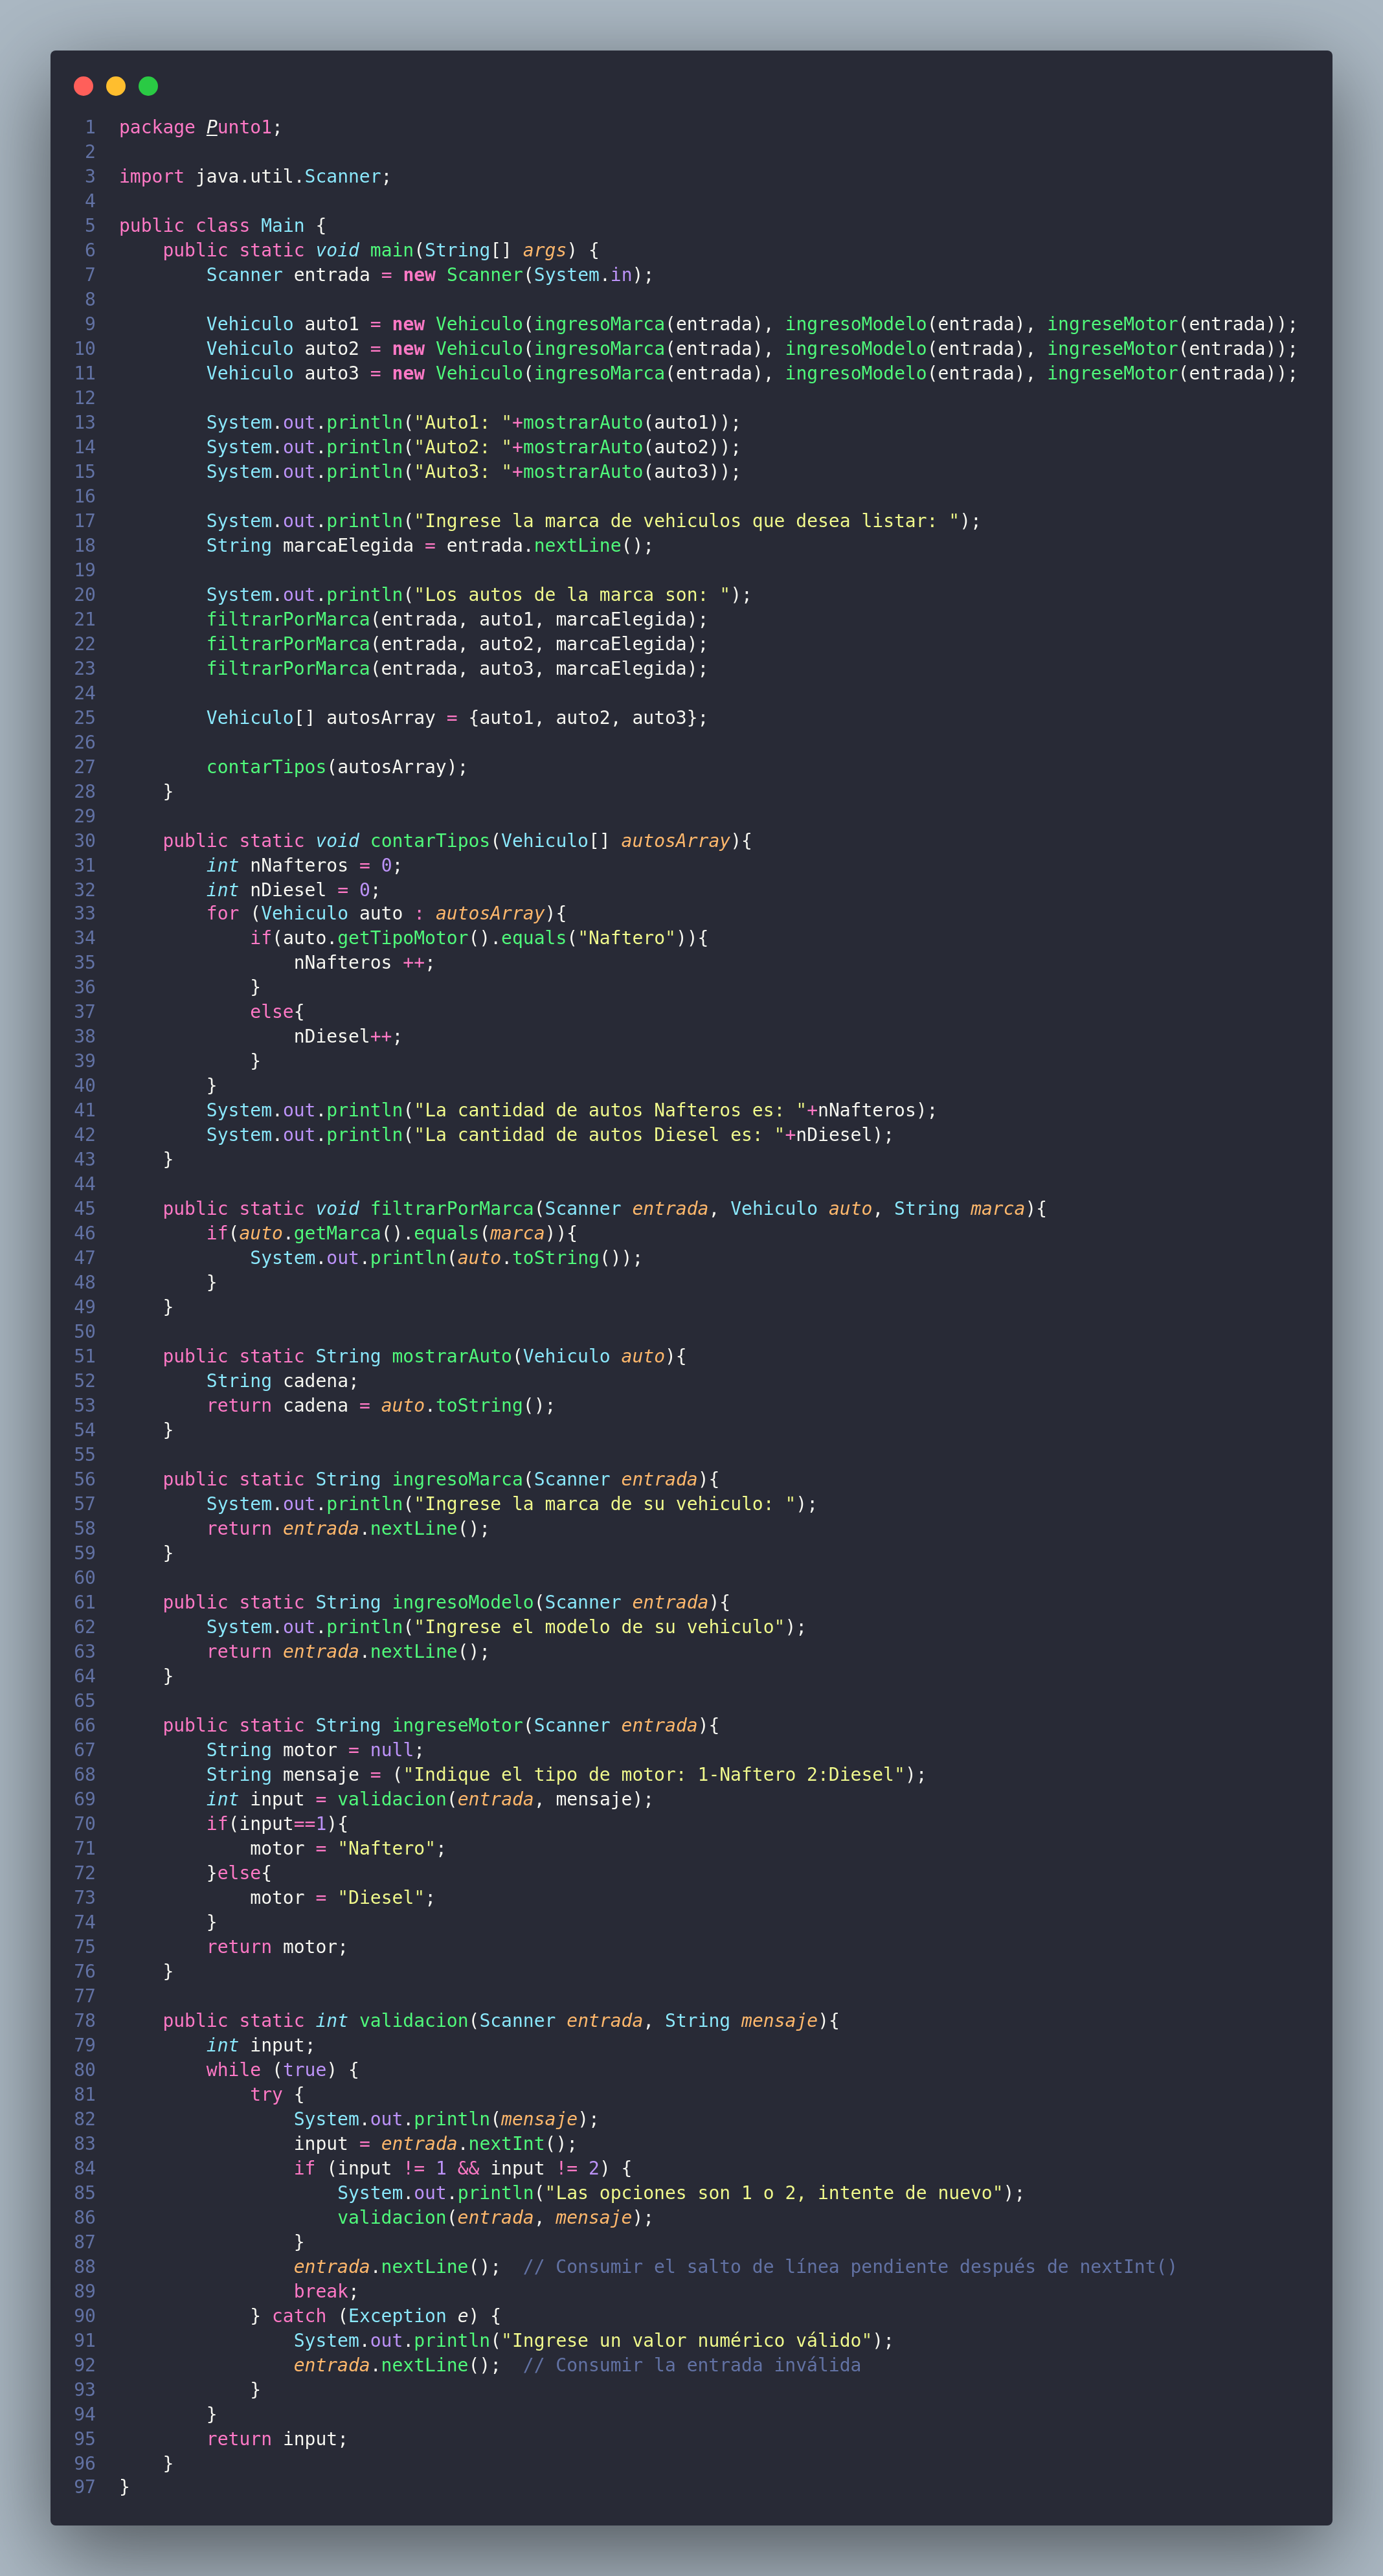 1 package Punto1;
2
3 import java.util.Scanner;
4
5 public class Main {
6     public static void main(String[] args) {
7         Scanner entrada = new Scanner(System.in);
8
9         Vehiculo auto1 = new Vehiculo(ingresoMarca(entrada), ingresoModelo(entrada), ingreseMotor(entrada));
10         Vehiculo auto2 = new Vehiculo(ingresoMarca(entrada), ingresoModelo(entrada), ingreseMotor(entrada));
11         Vehiculo auto3 = new Vehiculo(ingresoMarca(entrada), ingresoModelo(entrada), ingreseMotor(entrada));
12
13         System.out.println("Auto1: "+mostrarAuto(auto1));
14         System.out.println("Auto2: "+mostrarAuto(auto2));
15         System.out.println("Auto3: "+mostrarAuto(auto3));
16
17         System.out.println("Ingrese la marca de vehiculos que desea listar: ");
18         String marcaElegida = entrada.nextLine();
19
20         System.out.println("Los autos de la marca son: ");
21         filtrarPorMarca(entrada, auto1, marcaElegida);
22         filtrarPorMarca(entrada, auto2, marcaElegida);
23         filtrarPorMarca(entrada, auto3, marcaElegida);
24
25         Vehiculo[] autosArray = {auto1, auto2, auto3};
26
27         contarTipos(autosArray);
28     }
29
30     public static void contarTipos(Vehiculo[] autosArray){
31         int nNafteros = 0;
32         int nDiesel = 0;
33         for (Vehiculo auto : autosArray){
34             if(auto.getTipoMotor().equals("Naftero")){
35                 nNafteros ++;
36             }
37             else{
38                 nDiesel++;
39             }
40         }
41         System.out.println("La cantidad de autos Nafteros es: "+nNafteros);
42         System.out.println("La cantidad de autos Diesel es: "+nDiesel);
43     }
44
45     public static void filtrarPorMarca(Scanner entrada, Vehiculo auto, String marca){
46         if(auto.getMarca().equals(marca)){
47             System.out.println(auto.toString());
48         }
49     }
50
51     public static String mostrarAuto(Vehiculo auto){
52         String cadena;
53         return cadena = auto.toString();
54     }
55
56     public static String ingresoMarca(Scanner entrada){
57         System.out.println("Ingrese la marca de su vehiculo: ");
58         return entrada.nextLine();
59     }
60
61     public static String ingresoModelo(Scanner entrada){
62         System.out.println("Ingrese el modelo de su vehiculo");
63         return entrada.nextLine();
64     }
65
66     public static String ingreseMotor(Scanner entrada){
67         String motor = null;
68         String mensaje = ("Indique el tipo de motor: 1-Naftero 2:Diesel");
69         int input = validacion(entrada, mensaje);
70         if(input==1){
71             motor = "Naftero";
72         }else{
73             motor = "Diesel";
74         }
75         return motor;
76     }
77
78     public static int validacion(Scanner entrada, String mensaje){
79         int input;
80         while (true) {
81             try {
82                 System.out.println(mensaje);
83                 input = entrada.nextInt();
84                 if (input != 1 && input != 2) {
85                     System.out.println("Las opciones son 1 o 2, intente de nuevo");
86                     validacion(entrada, mensaje);
87                 }
88                 entrada.nextLine();  // Consumir el salto de línea pendiente después de nextInt()
89                 break;
90             } catch (Exception e) {
91                 System.out.println("Ingrese un valor numérico válido");
92                 entrada.nextLine();  // Consumir la entrada inválida
93             }
94         }
95         return input;
96     }
97 }